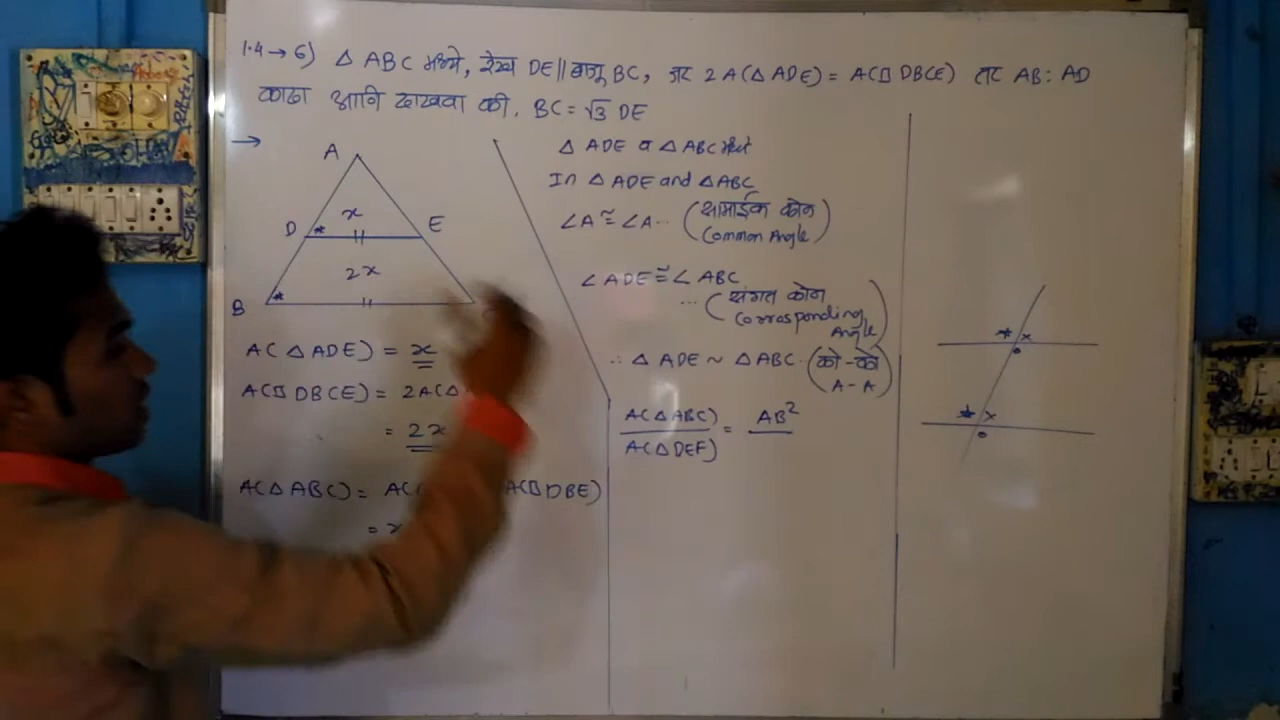 1.4→ 6) △ ABC मध्ये, रेख DE || बाजू BC, जर 2 A(△ ADE) = A(□ DBCE) तर AB : AD
काढा आणि दाखवा की. BC = √3 DE
→
A
D * x E
2x
B *
A(△ ADE) = x
A(□ DBCE) = 2A(△
= 2x
A(△ ABC) = A( A(□ DBE)
= x
△ ADE व △ ABC मध्ये
In △ ADE and △ABC
∠A ≅ ∠A... (सामाईक कोन
Common Angle)
∠ADE ≅ ∠ ABC
... (संगत कोन
Corresponding
Angle)
∴ △ ADE ~ △ABC. (को-को
A-A)
A(△ABC) / A(△DEF) = AB²
* x
* x